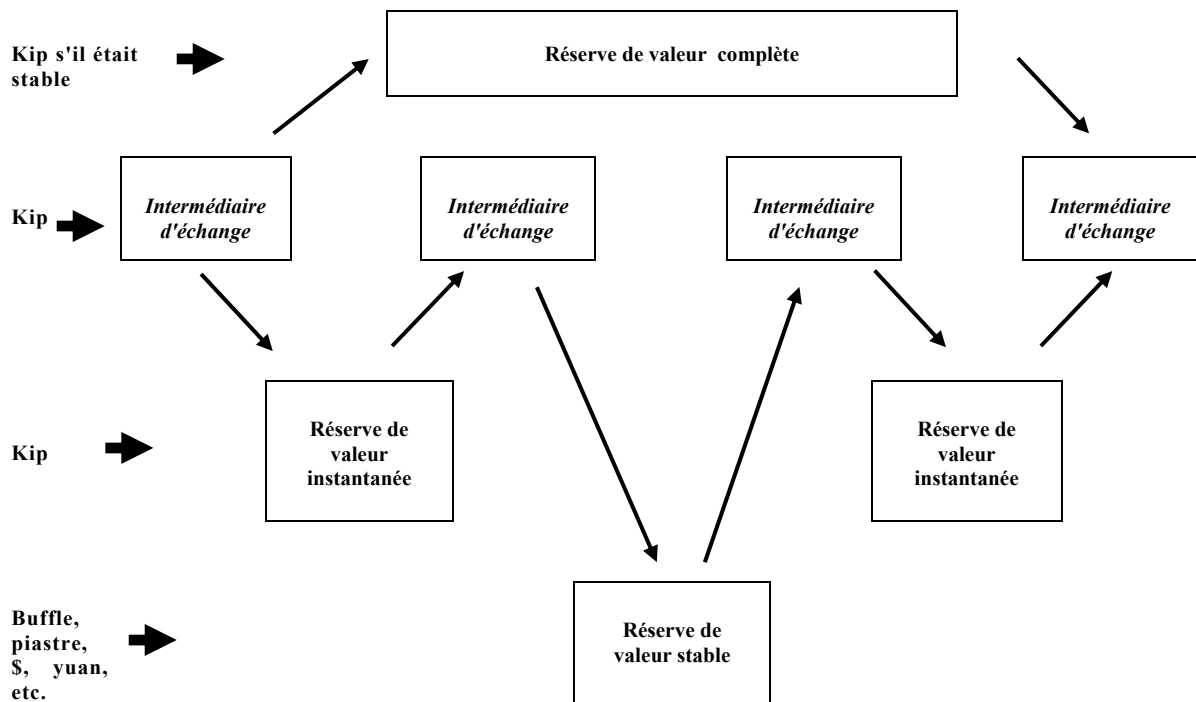 Kip s'il était
stable
Réserve de valeur complète
Kip
Intermédiaire
d'échange
Intermédiaire
d'échange
Intermédiaire
d'échange
Intermédiaire
d'échange
Kip
Réserve de
valeur
instantanée
Réserve de
valeur
instantanée
Buffle,
piastre,
$, yuan,
etc.
Réserve de
valeur stable